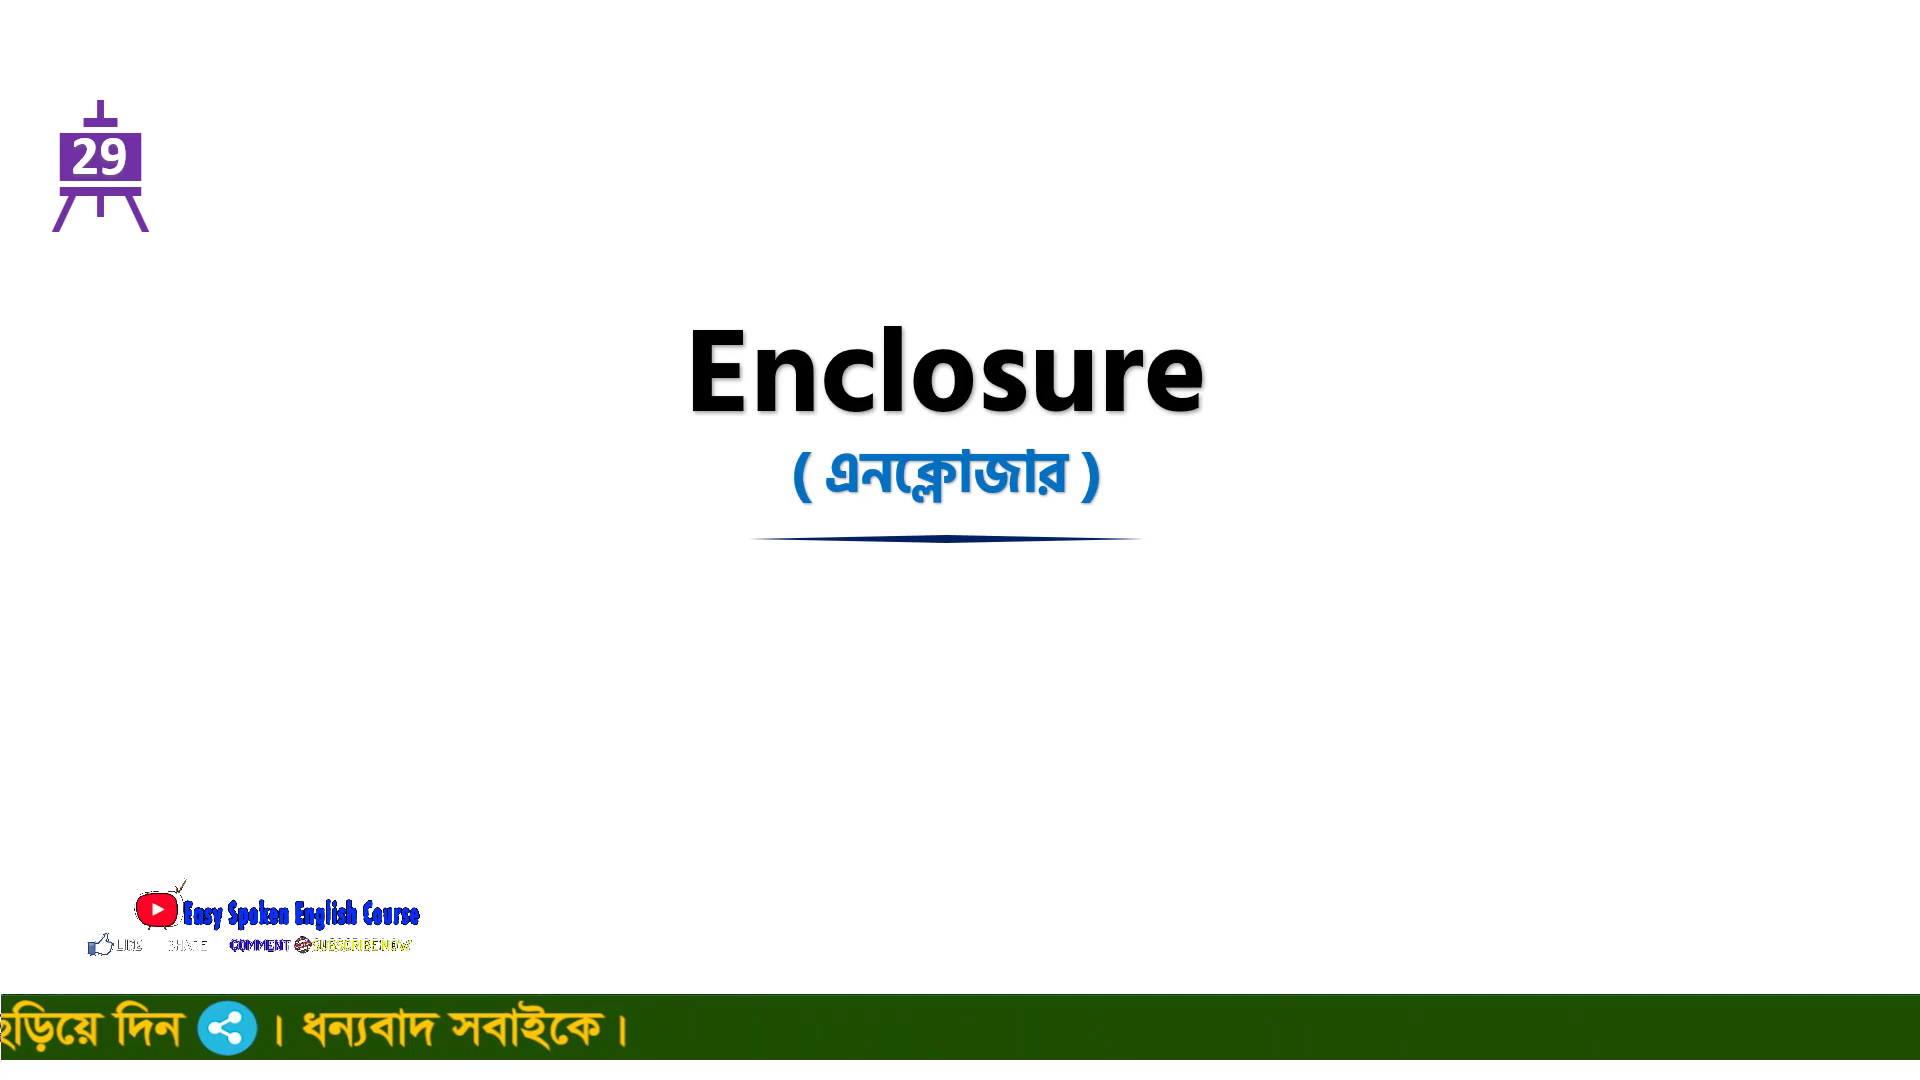 29
Enclosure
( এনক্লোজার )
Easy Spoken English Course
LIKE SHARE COMMENT SUBSCRIBE NOW
ছড়িয়ে দিন । ধন্যবাদ সবাইকে ।